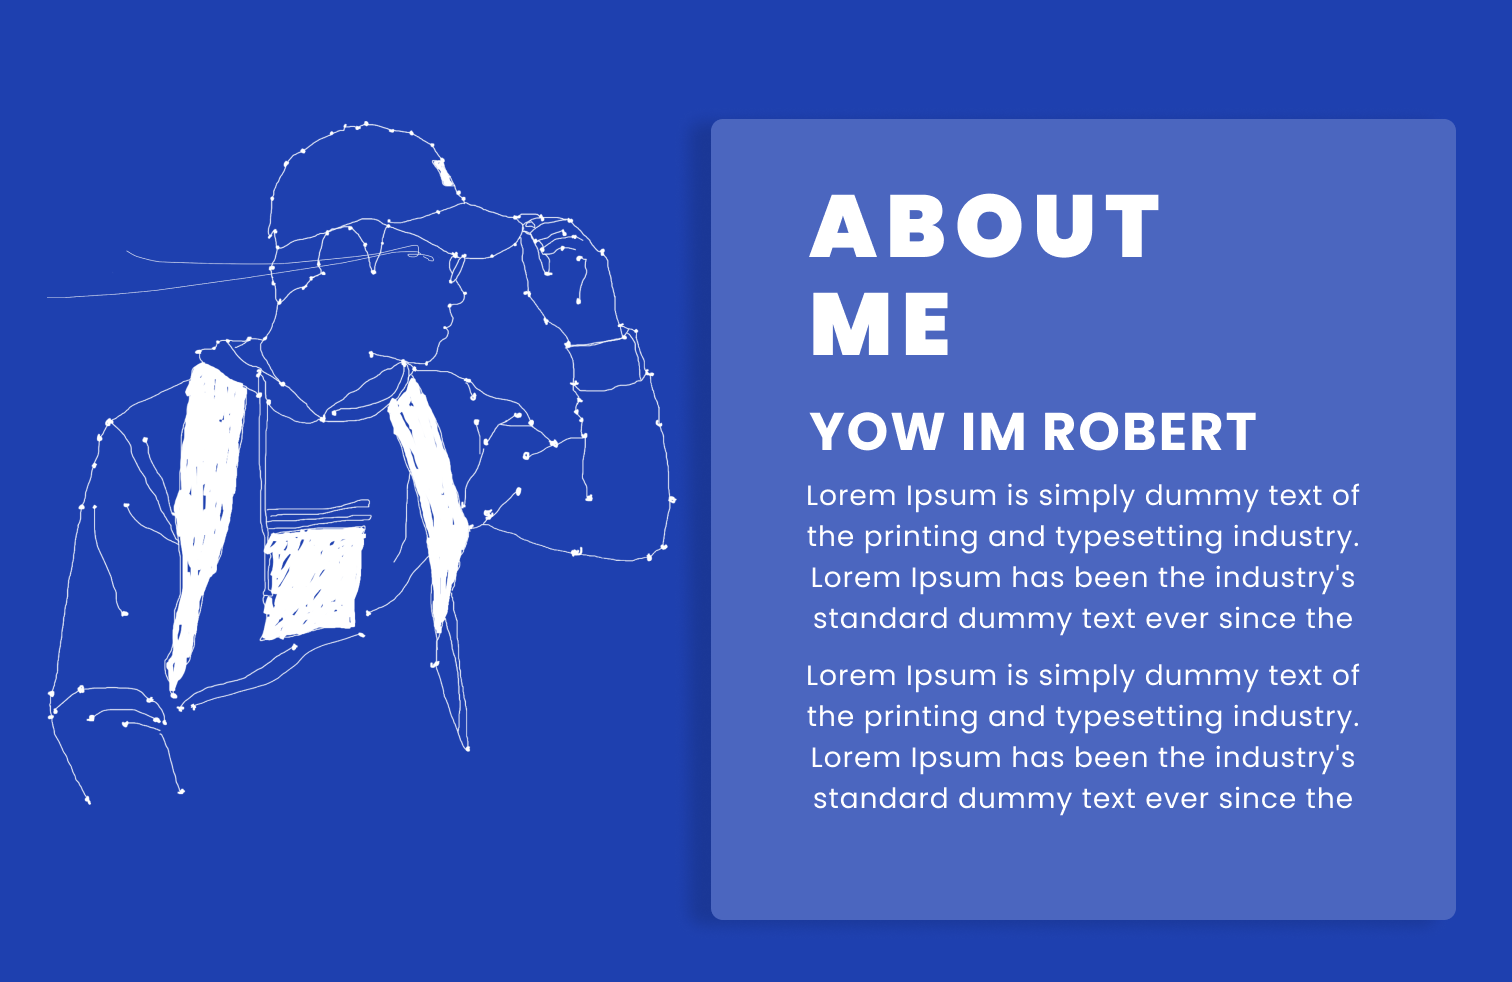 ABOUT
ME
YOW IM ROBERT
Lorem Ipsum is simply dummy text of
the printing and typesetting industry.
Lorem Ipsum has been the industry's
standard dummy text ever since the
Lorem Ipsum is simply dummy text of
the printing and typesetting industry.
Lorem Ipsum has been the industry's
standard dummy text ever since the